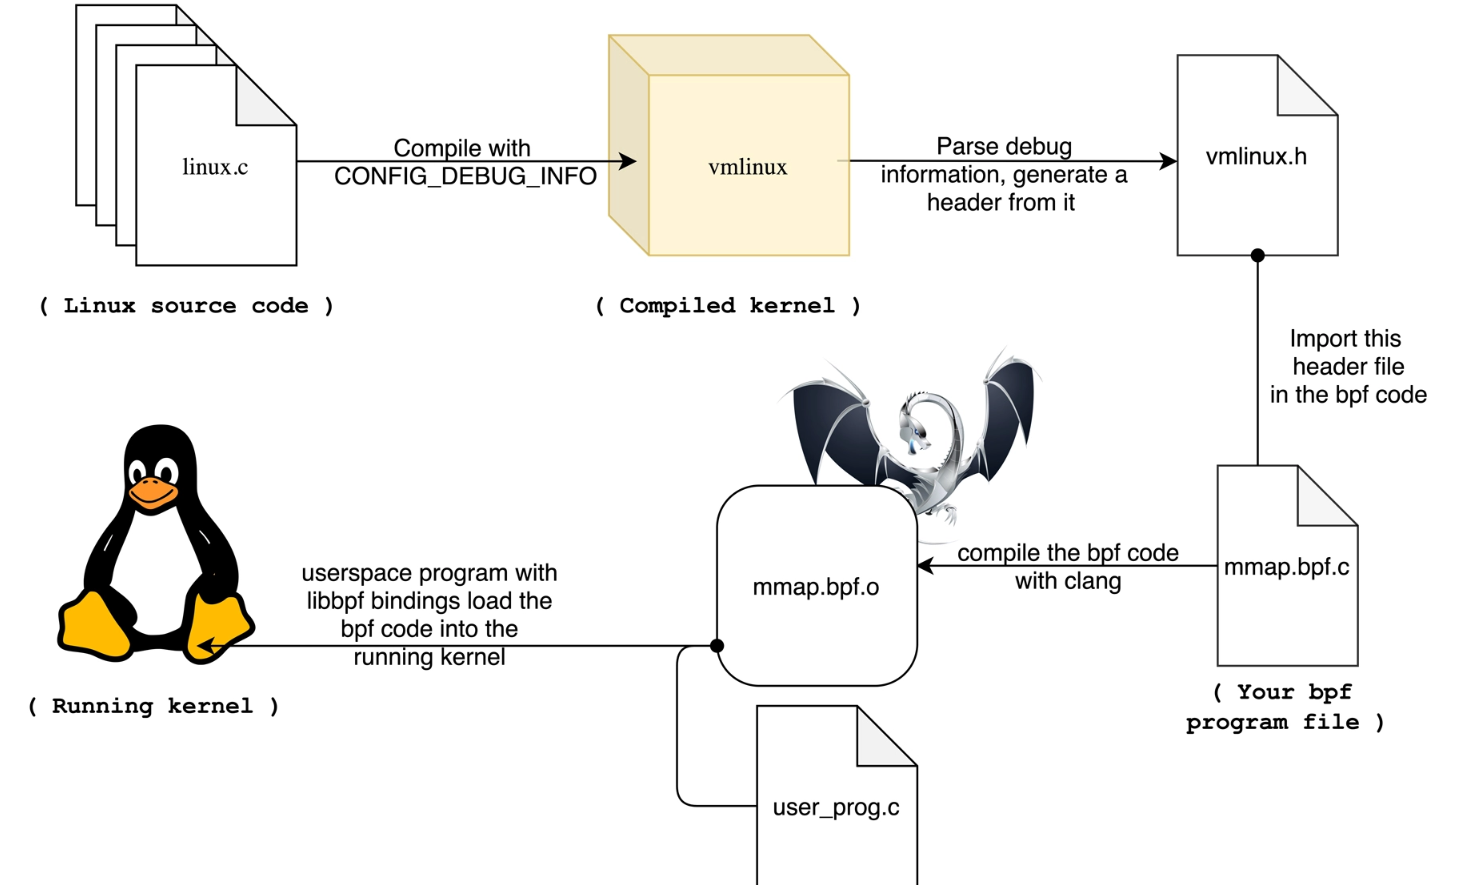 linux.c
Compile with
CONFIG_DEBUG_INFO
vmlinux
Parse debug
information, generate a
header from it
vmlinux.h
( Linux source code )
( Compiled kernel )
Import this
header file
in the bpf code
mmap.bpf.c
compile the bpf code
with clang
mmap.bpf.o
userspace program with
libbpf bindings load the
bpf code into the
running kernel
( Running kernel )
( Your bpf
program file )
user_prog.c